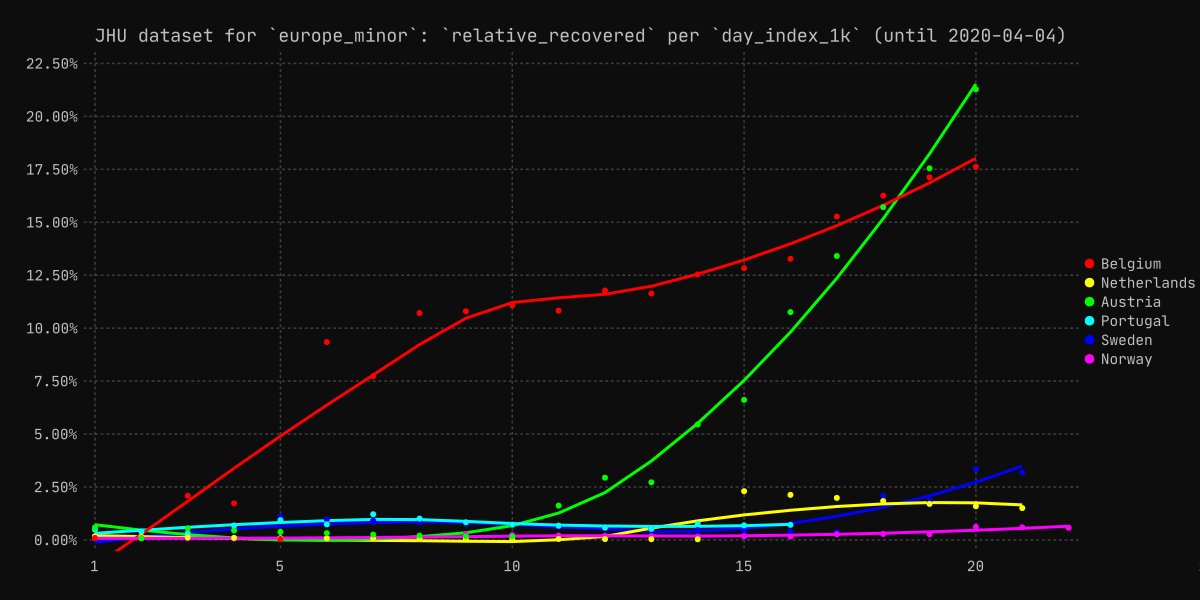 JHU dataset for `europe_minor`: `relative_recovered` per `day_index_1k` (until 2020-04-04)
22.50%
20.00%
17.50%
15.00%
12.50%
10.00%
7.50%
5.00%
2.50%
0.00%
1 5 10 15 20
Belgium
Netherlands
Austria
Portugal
Sweden
Norway